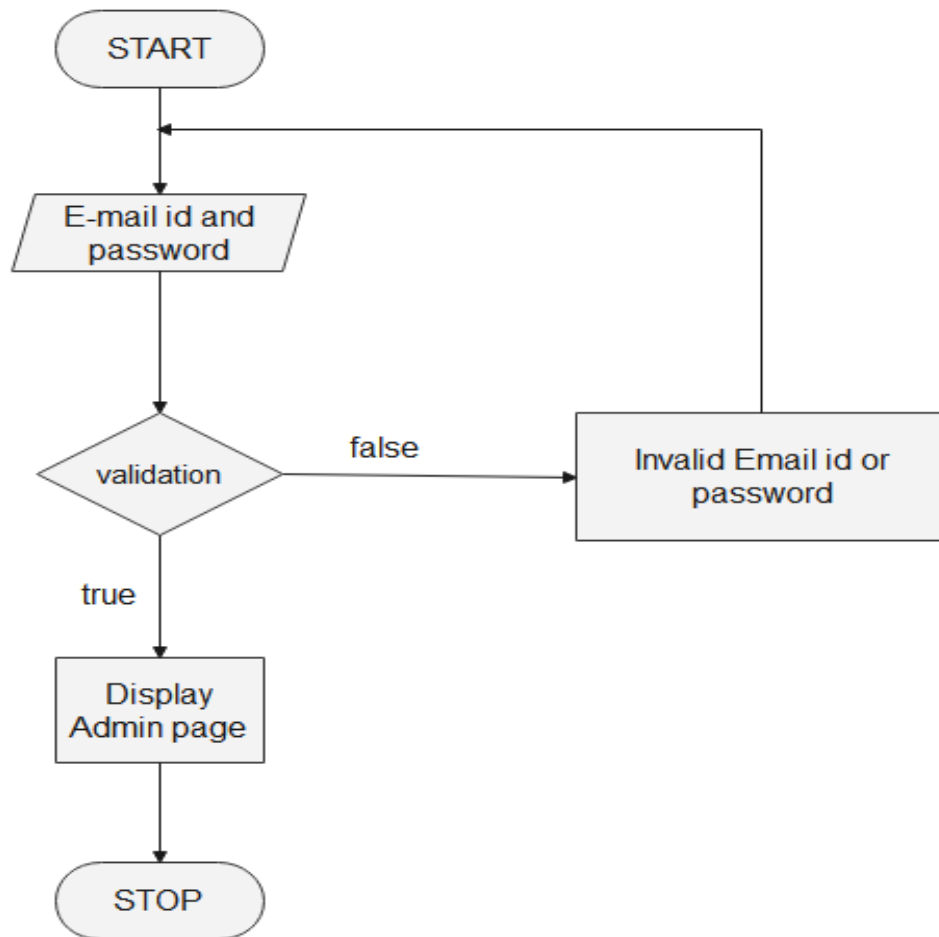 START
E-mail id and
password
validation
false
Invalid Email id or
password
true
Display
Admin page
STOP